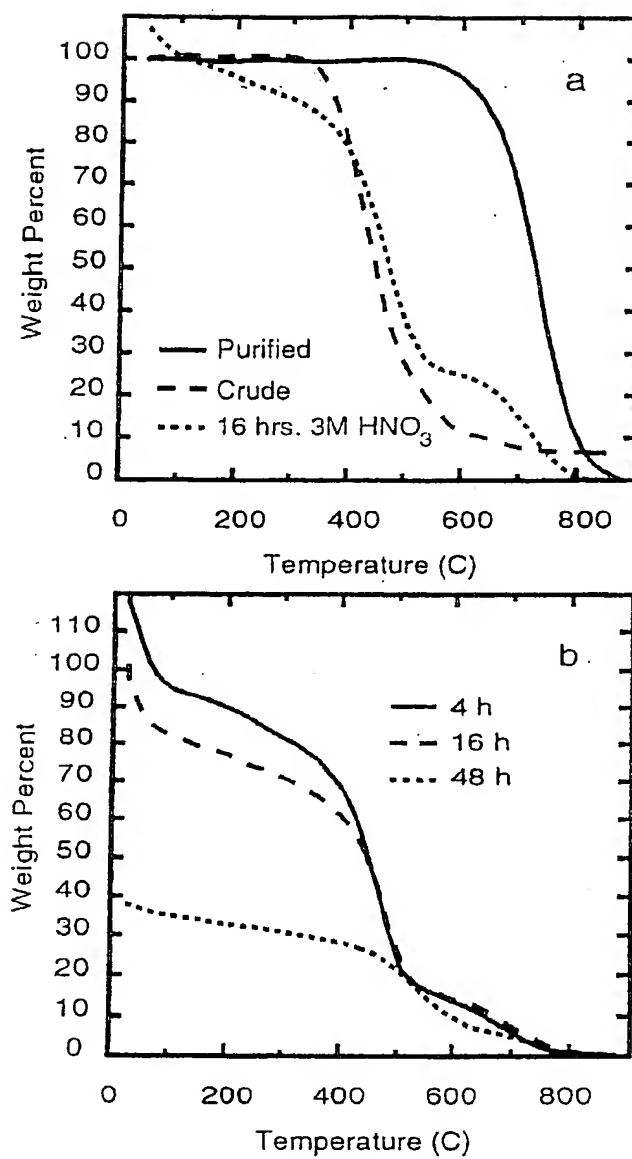 a
100
90
80
70
60
50
40
30
20
10
0
Weight Percent
Purified
Crude
16 hrs. 3M HNO₃
0 200 400 600 800
Temperature (C)
b
110
100
90
80
70
60
50
40
30
20
10
0
Weight Percent
4 h
16 h
48 h
0 200 400 600 800
Temperature (C)